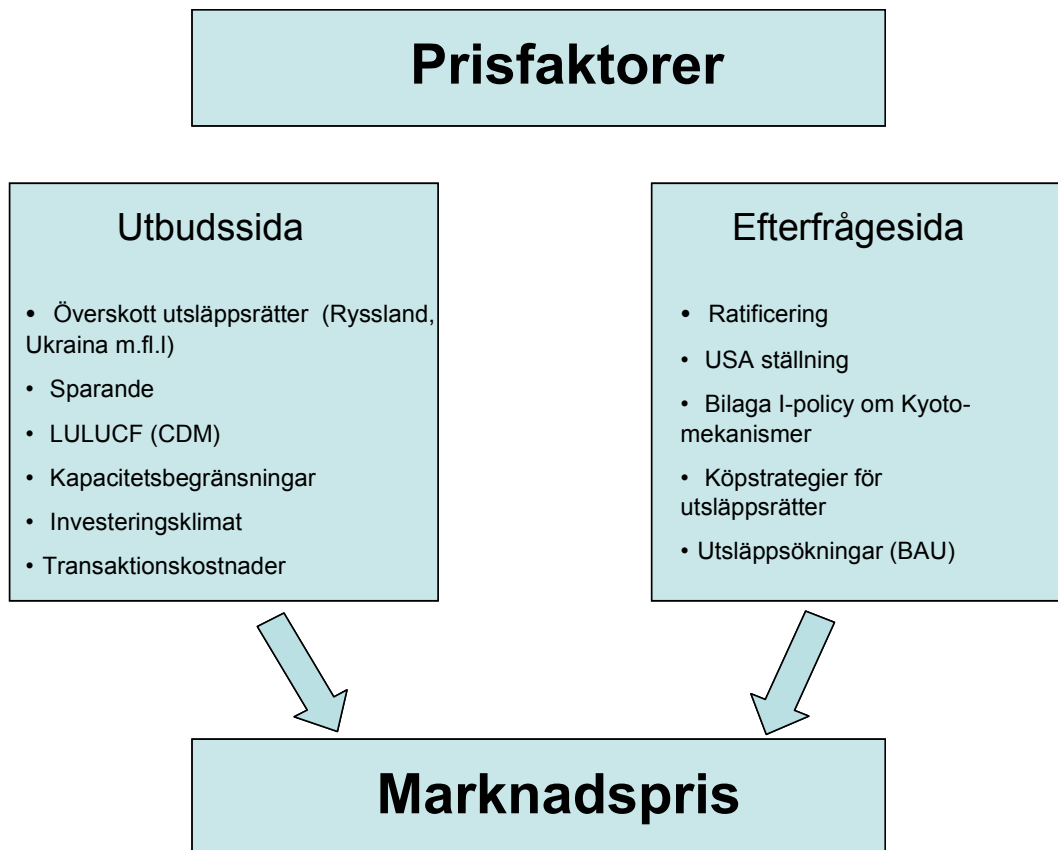 Prisfaktorer
Utbudssida
• Överskott utsläppsrätter (Ryssland,
Ukraina m.fl.l)
• Sparande
• LULUCF (CDM)
• Kapacitetsbegränsningar
• Investeringsklimat
• Transaktionskostnader
Efterfrågesida
• Ratificering
• USA ställning
• Bilaga I-policy om Kyoto-
mekanismer
• Köpstrategier för
utsläppsrätter
• Utsläppsökningar (BAU)
Marknadspris